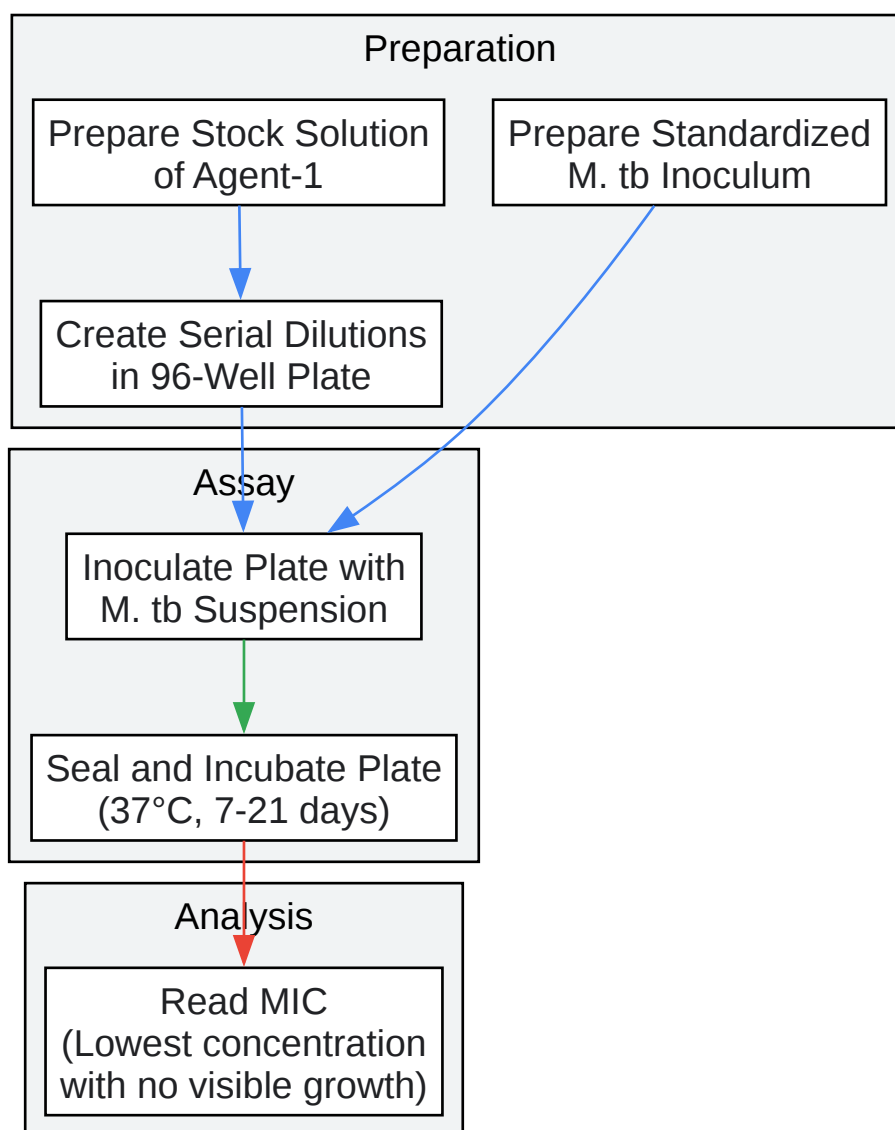 Preparation
Prepare Stock Solution
of Agent-1
Prepare Standardized
M. tb Inoculum
Create Serial Dilutions
in 96-Well Plate
Assay
Inoculate Plate with
M. tb Suspension
Seal and Incubate Plate
(37°C, 7-21 days)
Analysis
Read MIC
(Lowest concentration
with no visible growth)